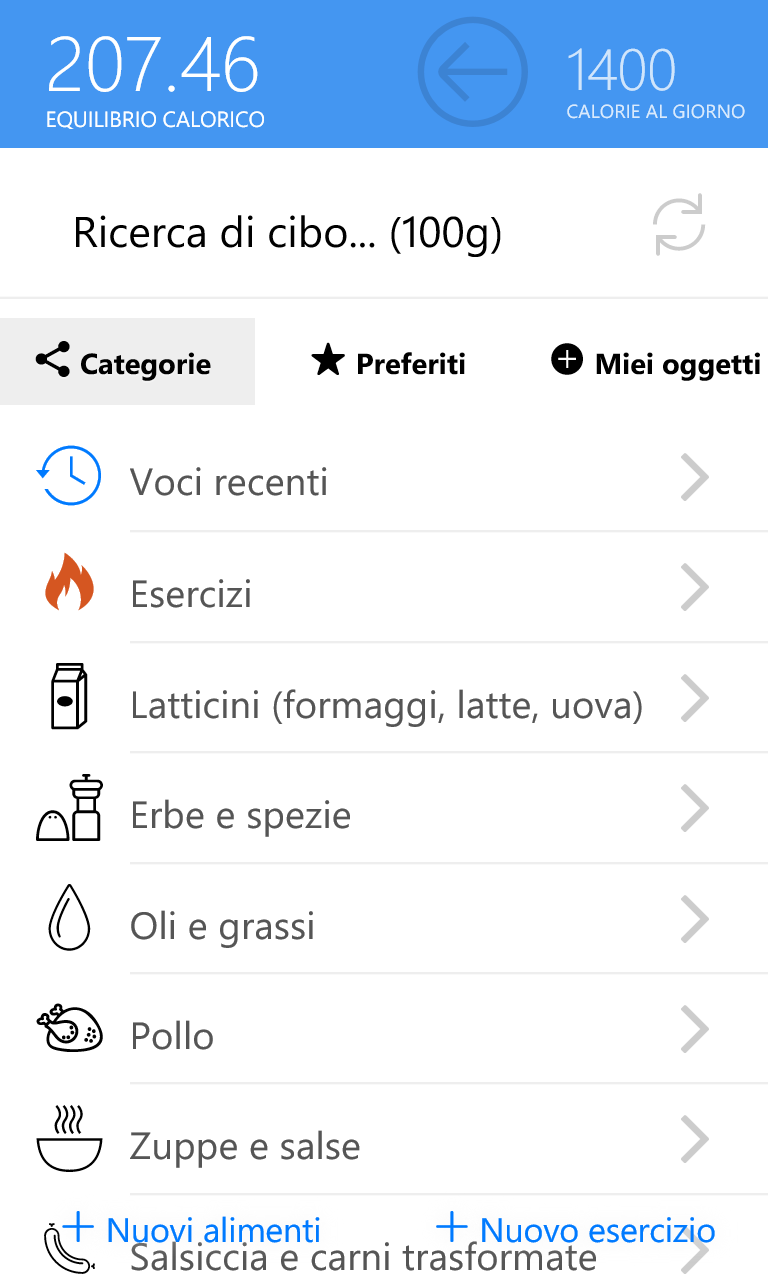 207.46
EQUILIBRIO CALORICO
1400
CALORIE AL GIORNO
Ricerca di cibo... (100g)
Categorie
Preferiti
Miei oggetti
Voci recenti
Esercizi
Latticini (formaggi, latte, uova)
Erbe e spezie
Oli e grassi
Pollo
Zuppe e salse
Nuovi alimenti
Nuovo esercizio
Salsiccia e carni trasformate